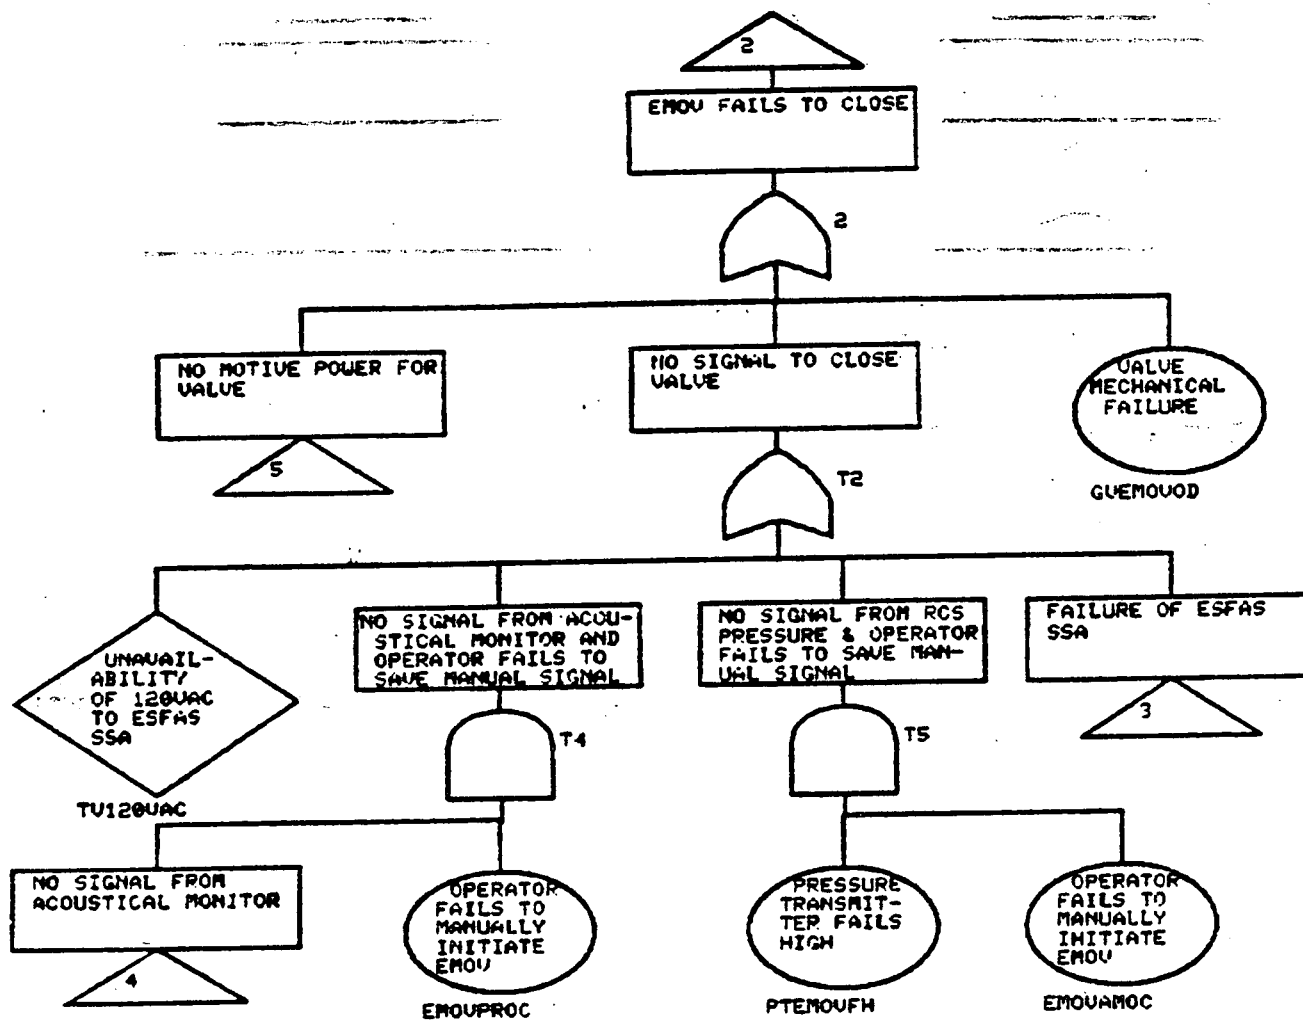 2
EMOV FAILS TO CLOSE
2
NO MOTIVE POWER FOR
VALVE
5
NO SIGNAL TO CLOSE
VALVE
VALVE
MECHANICAL
FAILURE
GVEMOVOD
T2
UNAVAIL-
ABILITY
OF 120VAC
TO ESFAS
SSA
TV120VAC
NO SIGNAL FROM ACOU-
STICAL MONITOR AND
OPERATOR FAILS TO
SAVE MANUAL SIGNAL
T4
NO SIGNAL FROM RCS
PRESSURE & OPERATOR
FAILS TO SAVE MAN-
UAL SIGNAL
T5
FAILURE OF ESFAS
SSA
3
NO SIGNAL FROM
ACOUSTICAL MONITOR
4
OPERATOR
FAILS TO
MANUALLY
INITIATE
EMOV
EMOVPROC
PRESSURE
TRANSMIT-
TER FAILS
HIGH
PTEMOVFH
OPERATOR
FAILS TO
MANUALLY
INITIATE
EMOV
EMOVAMOC